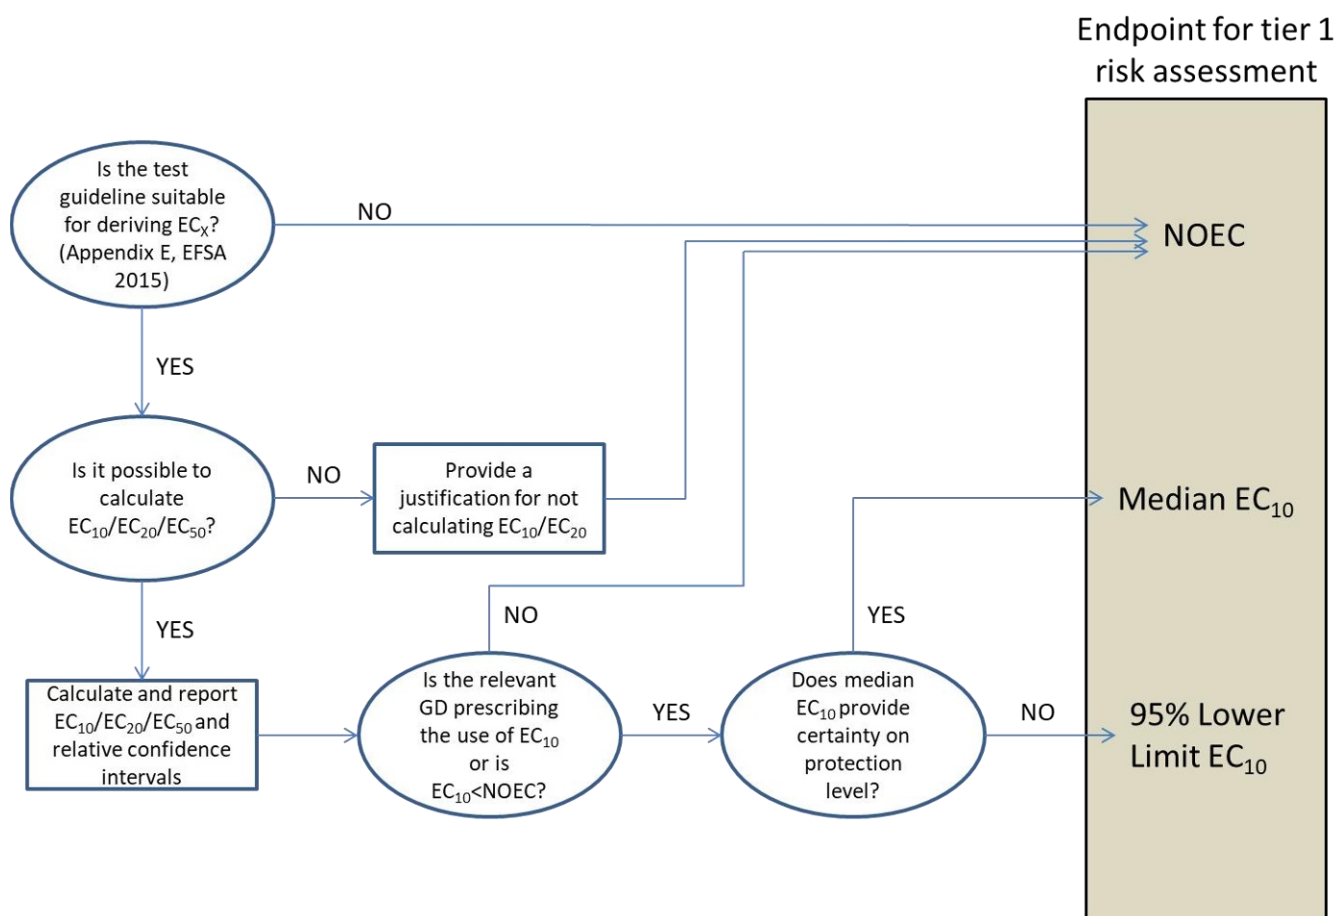 Endpoint for tier 1
risk assessment
Is the test
guideline suitable
for deriving ECX?
(Appendix E, EFSA
2015)
NO
NOEC
YES
Is it possible to
calculate
EC10/EC20/EC50?
NO
Provide a
justification for not
calculating EC10/EC20
Median EC10
YES
NO
YES
Calculate and report
EC10/EC20/EC50 and
relative confidence
intervals
Is the relevant
GD prescribing
the use of EC10
or is
EC10<NOEC?
YES
Does median
EC10 provide
certainty on
protection
level?
NO
95% Lower
Limit EC10